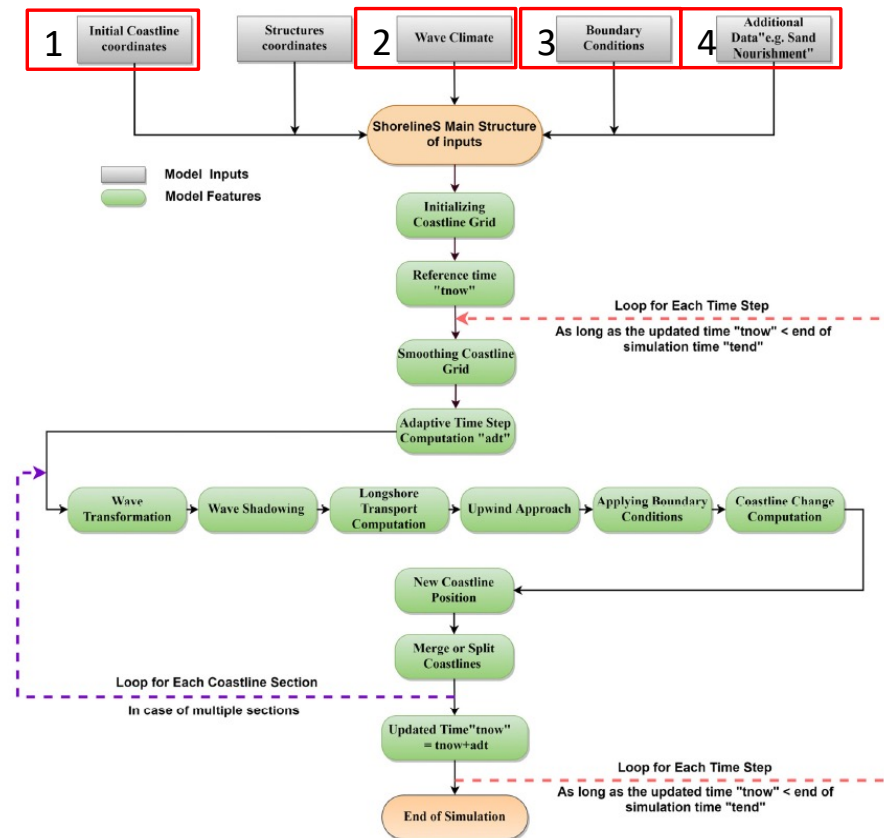 1
Initial Coastline
coordinates
Structures
coordinates
2
Wave Climate
3
Boundary
Conditions
4
Additional
Data"e.g. Sand
Nourishment"
ShorelineS Main Structure
of inputs
Model Inputs
Model Features
Initializing
Coastline Grid
Reference time
"tnow"
Loop for Each Time Step
As long as the updated time "tnow" < end of
simulation time "tend"
Smoothing Coastline
Grid
Adaptive Time Step
Computation "adt"
Wave
Transformation
Wave Shadowing
Longshore
Transport
Computation
Upwind Approach
Applying Boundary
Conditions
Coastline Change
Computation
New Coastline
Position
Merge or Split
Coastlines
Loop for Each Coastline Section
In case of multiple sections
Updated Time"tnow"
= tnow+adt
Loop for Each Time Step
As long as the updated time "tnow" < end of
simulation time "tend"
End of Simulation